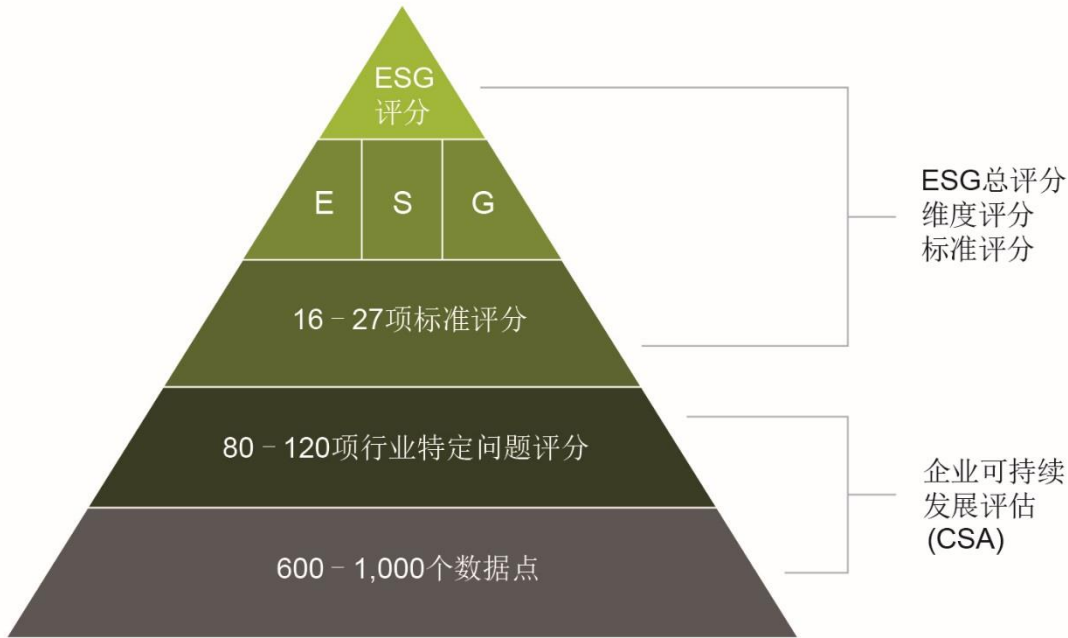 ESG
评分
E
S
G
16 – 27项标准评分
80 – 120项行业特定问题评分
600 – 1,000个数据点
ESG总评分
维度评分
标准评分
企业可持续
发展评估
(CSA)